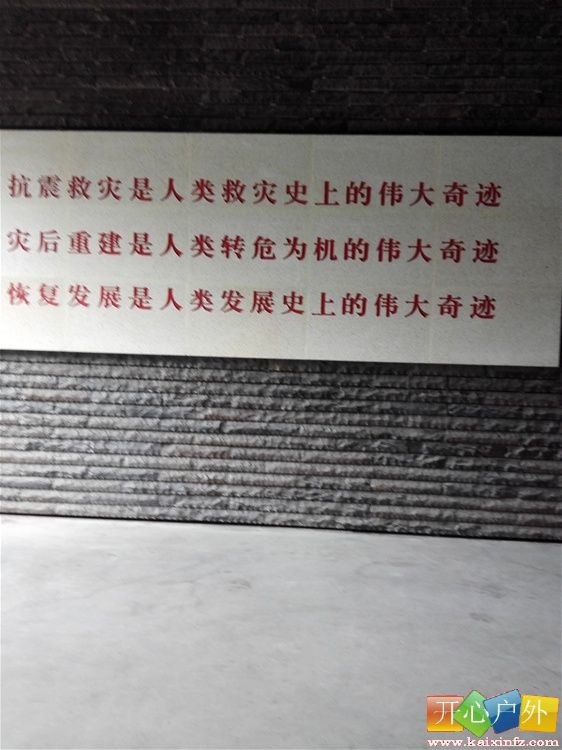 抗震救灾是人类救灾史上的伟大奇迹
灾后重建是人类转危为机的伟大奇迹
恢复发展是人类发展史上的伟大奇迹
开心户外
www.kaixinfz.com